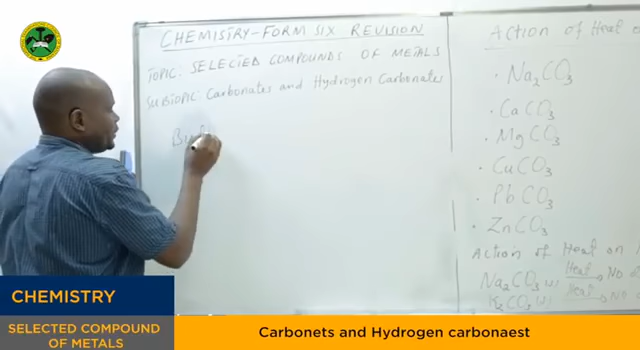 CHEMISTRY-FORM SIX REVISION
TOPIC: SELECTED COMPOUNDS OF METALS
SUBTOPIC: Carbonates and Hydrogen Carbonates
Action of Heat
• Na₂CO₃
• CaCO₃
• MgCO₃
• CuCO₃
• PbCO₃
• ZnCO₃
Action of Heat on
Na₂CO₃(s) Heat→ NO
K₂CO₃(s) Heat→ NO
CHEMISTRY
SELECTED COMPOUND
OF METALS
Carbonets and Hydrogen carbonaest